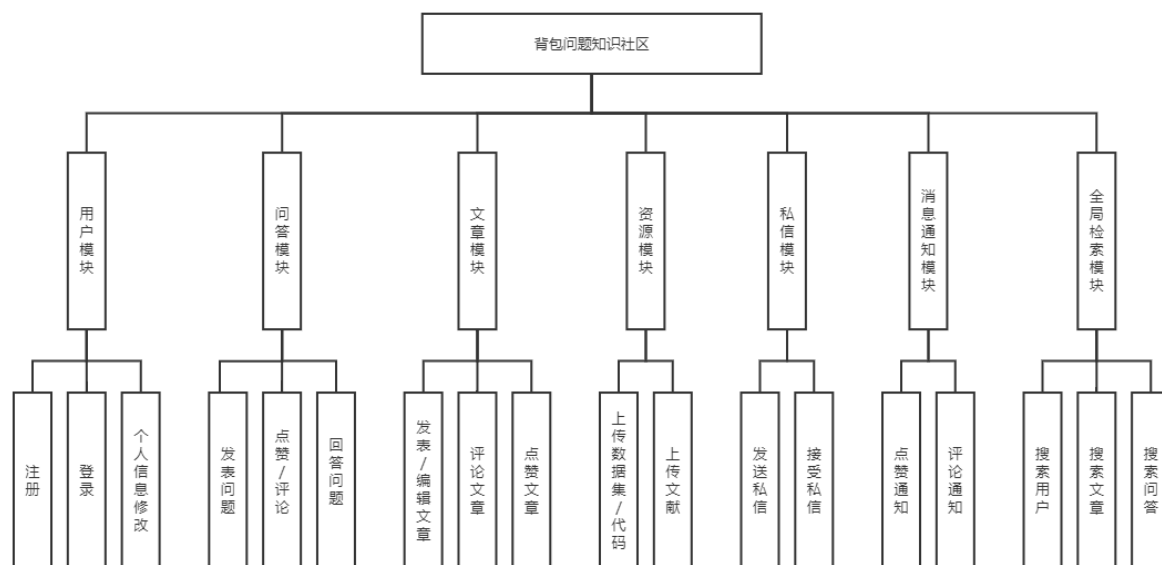 背包问题知识社区
用户模块
问答模块
文章模块
资源模块
私信模块
消息通知模块
全局检索模块
注册
登录
个人信息修改
发表问题
点赞/评论
回答问题
发表/编辑文章
评论文章
点赞文章
上传数据集/代码
上传文献
发送私信
接受私信
点赞通知
评论通知
搜索用户
搜索文章
搜索问答